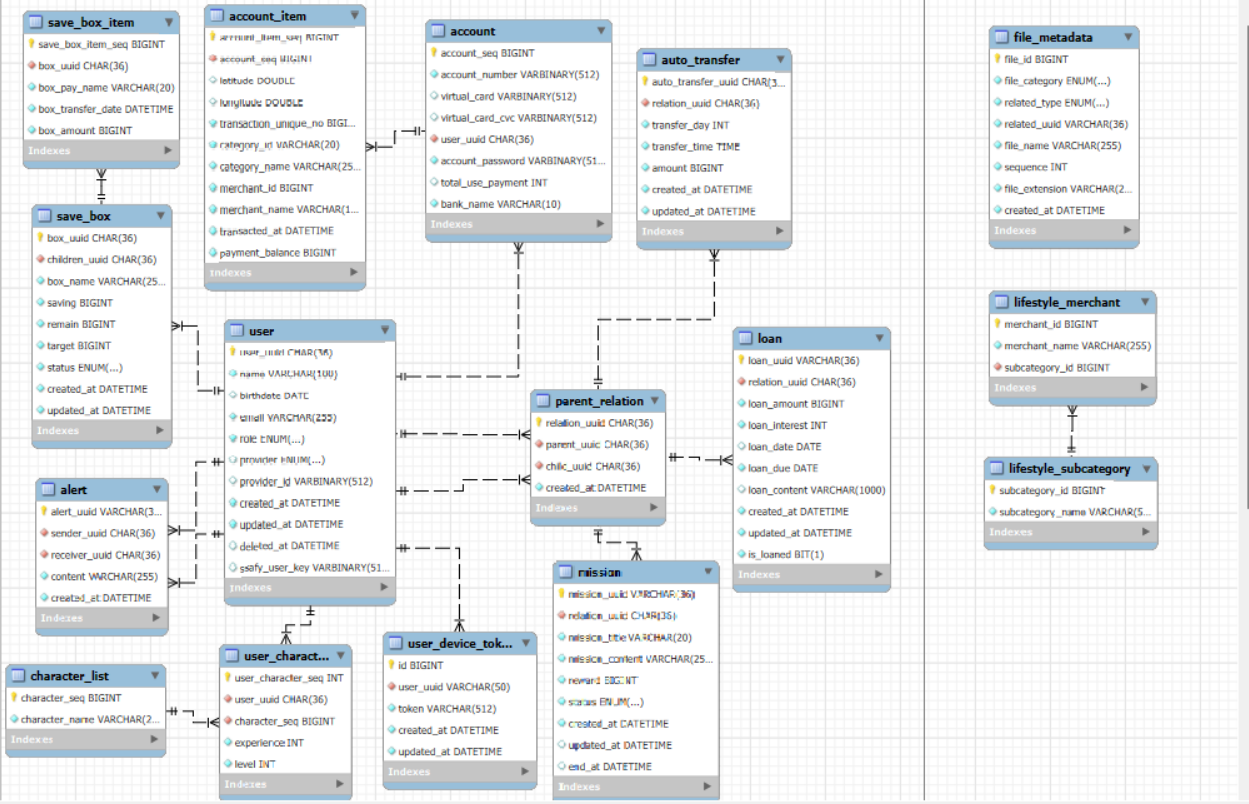 save_box_item
save_box_item_seq BIGINT
box_uuid CHAR(36)
box_pay_name VARCHAR(20)
box_transfer_date DATETIME
box_amount BIGINT
Indexes
account_item
account_item_seq BIGINT
account_seq BIGINT
latitude DOUBLE
longitude DOUBLE
transaction_unique_no BIGI...
category_id VARCHAR(20)
category_name VARCHAR(25...
merchant_id BIGINT
merchant_name VARCHAR(1...
transacted_at DATETIME
payment_balance BIGINT
Indexes
account
account_seq BIGINT
account_number VARBINARY(512)
virtual_card VARBINARY(512)
virtual_card_cvc VARBINARY(512)
user_uuid CHAR(36)
account_password VARBINARY(51...
total_use_payment INT
bank_name VARCHAR(10)
Indexes
auto_transfer
auto_transfer_uuid CHAR(3...
relation_uuid CHAR(36)
transfer_day INT
transfer_time TIME
amount BIGINT
created_at DATETIME
updated_at DATETIME
Indexes
file_metadata
file_id BIGINT
file_category ENUM(...)
related_type ENUM(...)
related_uuid VARCHAR(36)
file_name VARCHAR(255)
sequence INT
file_extension VARCHAR(2...
created_at DATETIME
Indexes
save_box
box_uuid CHAR(36)
children_uuid CHAR(36)
box_name VARCHAR(25...
saving BIGINT
remain BIGINT
target BIGINT
status ENUM(...)
created_at DATETIME
updated_at DATETIME
Indexes
user
user_uuid CHAR(36)
name VARCHAR(100)
birthdate DATE
email VARCHAR(255)
role ENUM(...)
provider ENUM(...)
provider_id VARBINARY(512)
created_at DATETIME
updated_at DATETIME
deleted_at DATETIME
ssafy_user_key VARBINARY(51...
Indexes
parent_relation
relation_uuid CHAR(36)
parent_uuid CHAR(36)
child_uuid CHAR(36)
created_at DATETIME
Indexes
loan
loan_uuid VARCHAR(36)
relation_uuid CHAR(36)
loan_amount BIGINT
loan_interest INT
loan_date DATE
loan_due DATE
loan_content VARCHAR(1000)
created_at DATETIME
updated_at DATETIME
is_loaned BIT(1)
Indexes
lifestyle_merchant
merchant_id BIGINT
merchant_name VARCHAR(255)
subcategory_id BIGINT
Indexes
lifestyle_subcategory
subcategory_id BIGINT
subcategory_name VARCHAR(5...
Indexes
alert
alert_uuid VARCHAR(3...
sender_uuid CHAR(36)
receiver_uuid CHAR(36)
content VARCHAR(255)
created_at DATETIME
Indexes
character_list
character_seq BIGINT
character_name VARCHAR(2...
Indexes
user_charact...
user_character_seq INT
user_uuid CHAR(36)
character_seq BIGINT
experience INT
level INT
Indexes
user_device_tok...
id BIGINT
user_uuid VARCHAR(50)
token VARCHAR(512)
created_at DATETIME
updated_at DATETIME
Indexes
mission
mission_uuid VARCHAR(36)
relation_uuid CHAR(36)
mission_title VARCHAR(20)
mission_content VARCHAR(25...
reward BIGINT
status ENUM(...)
created_at DATETIME
updated_at DATETIME
end_at DATETIME
Indexes